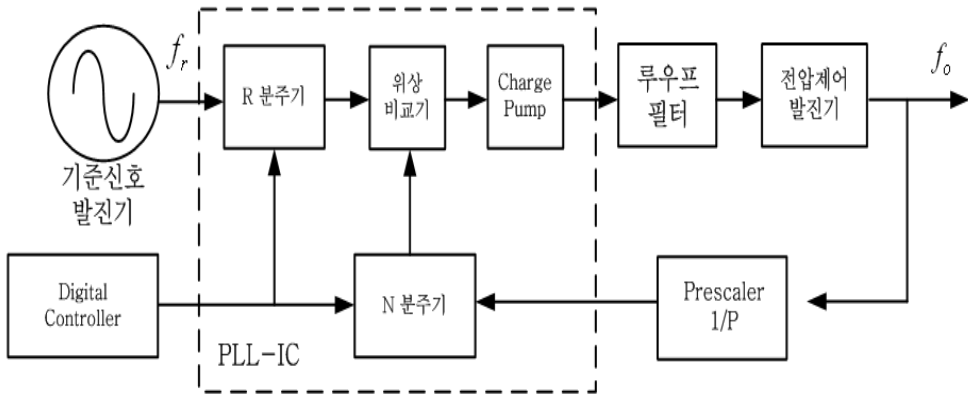 f_r
R 분주기
위상
비교기
Charge
Pump
루우프
필터
전압제어
발진기
f_o
기준신호
발진기
Digital
Controller
N 분주기
Prescaler
1/P
PLL-IC